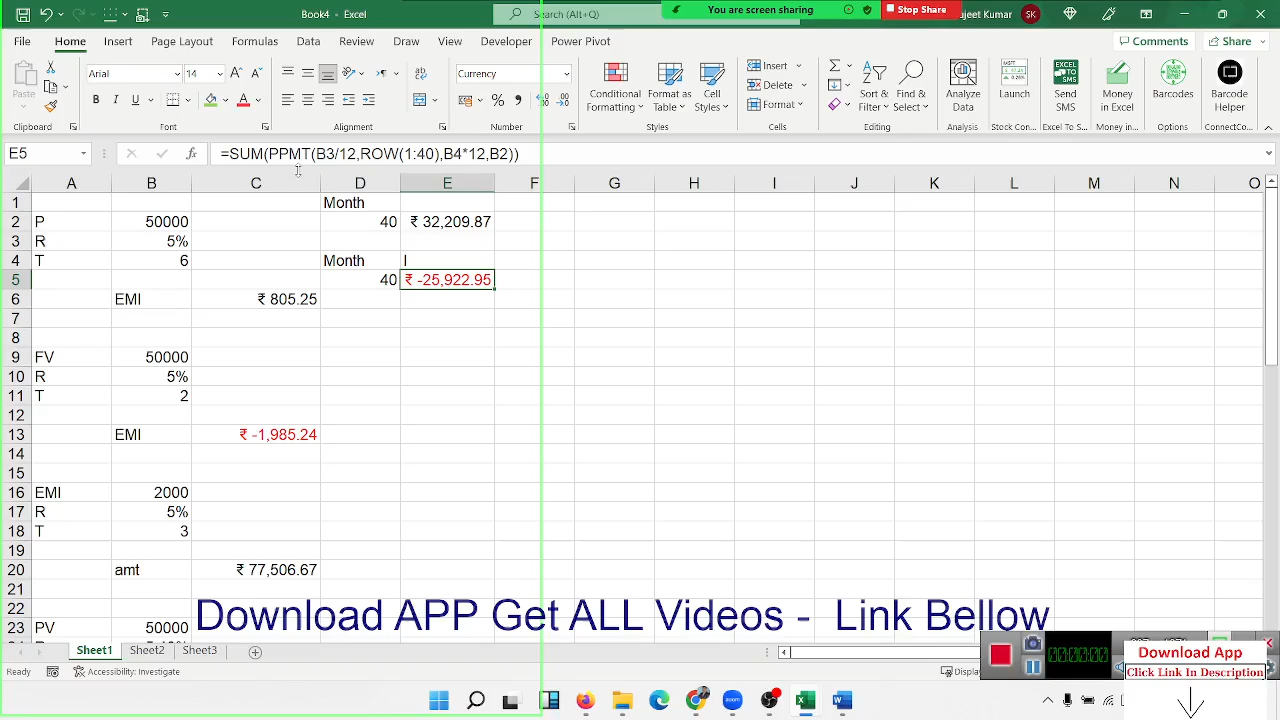 Book4 - Excel
Search (Alt+Q)
You are screen sharing
Stop Share
ujeet Kumar
SK
File Home Insert Page Layout Formulas Data Review View Draw Developer Power Pivot
Comments
Share
Paste
Clipboard
Arial
14
B I U
Font
Alignment
Currency
Number
Conditional Formatting
Format as Table
Cell Styles
Styles
Insert
Delete
Format
Cells
Sort & Filter
Find & Select
Editing
Analyze Data
Analysis
Launch
Send SMS
Money in Excel
Barcodes
Barcode Helper
E5
=SUM(PPMT(B3/12,ROW(1:40),B4*12,B2))
A B C D E F G H I J K L M N O
1 Month
2 P 50000 40 ₹ 32,209.87
3 R 5%
4 T 6 Month I
5 40 ₹ -25,922.95
6 EMI ₹ 805.25
7
8
9 FV 50000
10 R 5%
11 T 2
12
13 EMI ₹ -1,985.24
14
15
16 EMI 2000
17 R 5%
18 T 3
19
20 amt ₹ 77,506.67
21
22
23 PV 50000
Download APP Get ALL Videos - Link Bellow
Sheet1 Sheet2 Sheet3
Ready
Accessibility: Investigate
Displa
00:00:00
Download App
Click Link In Description